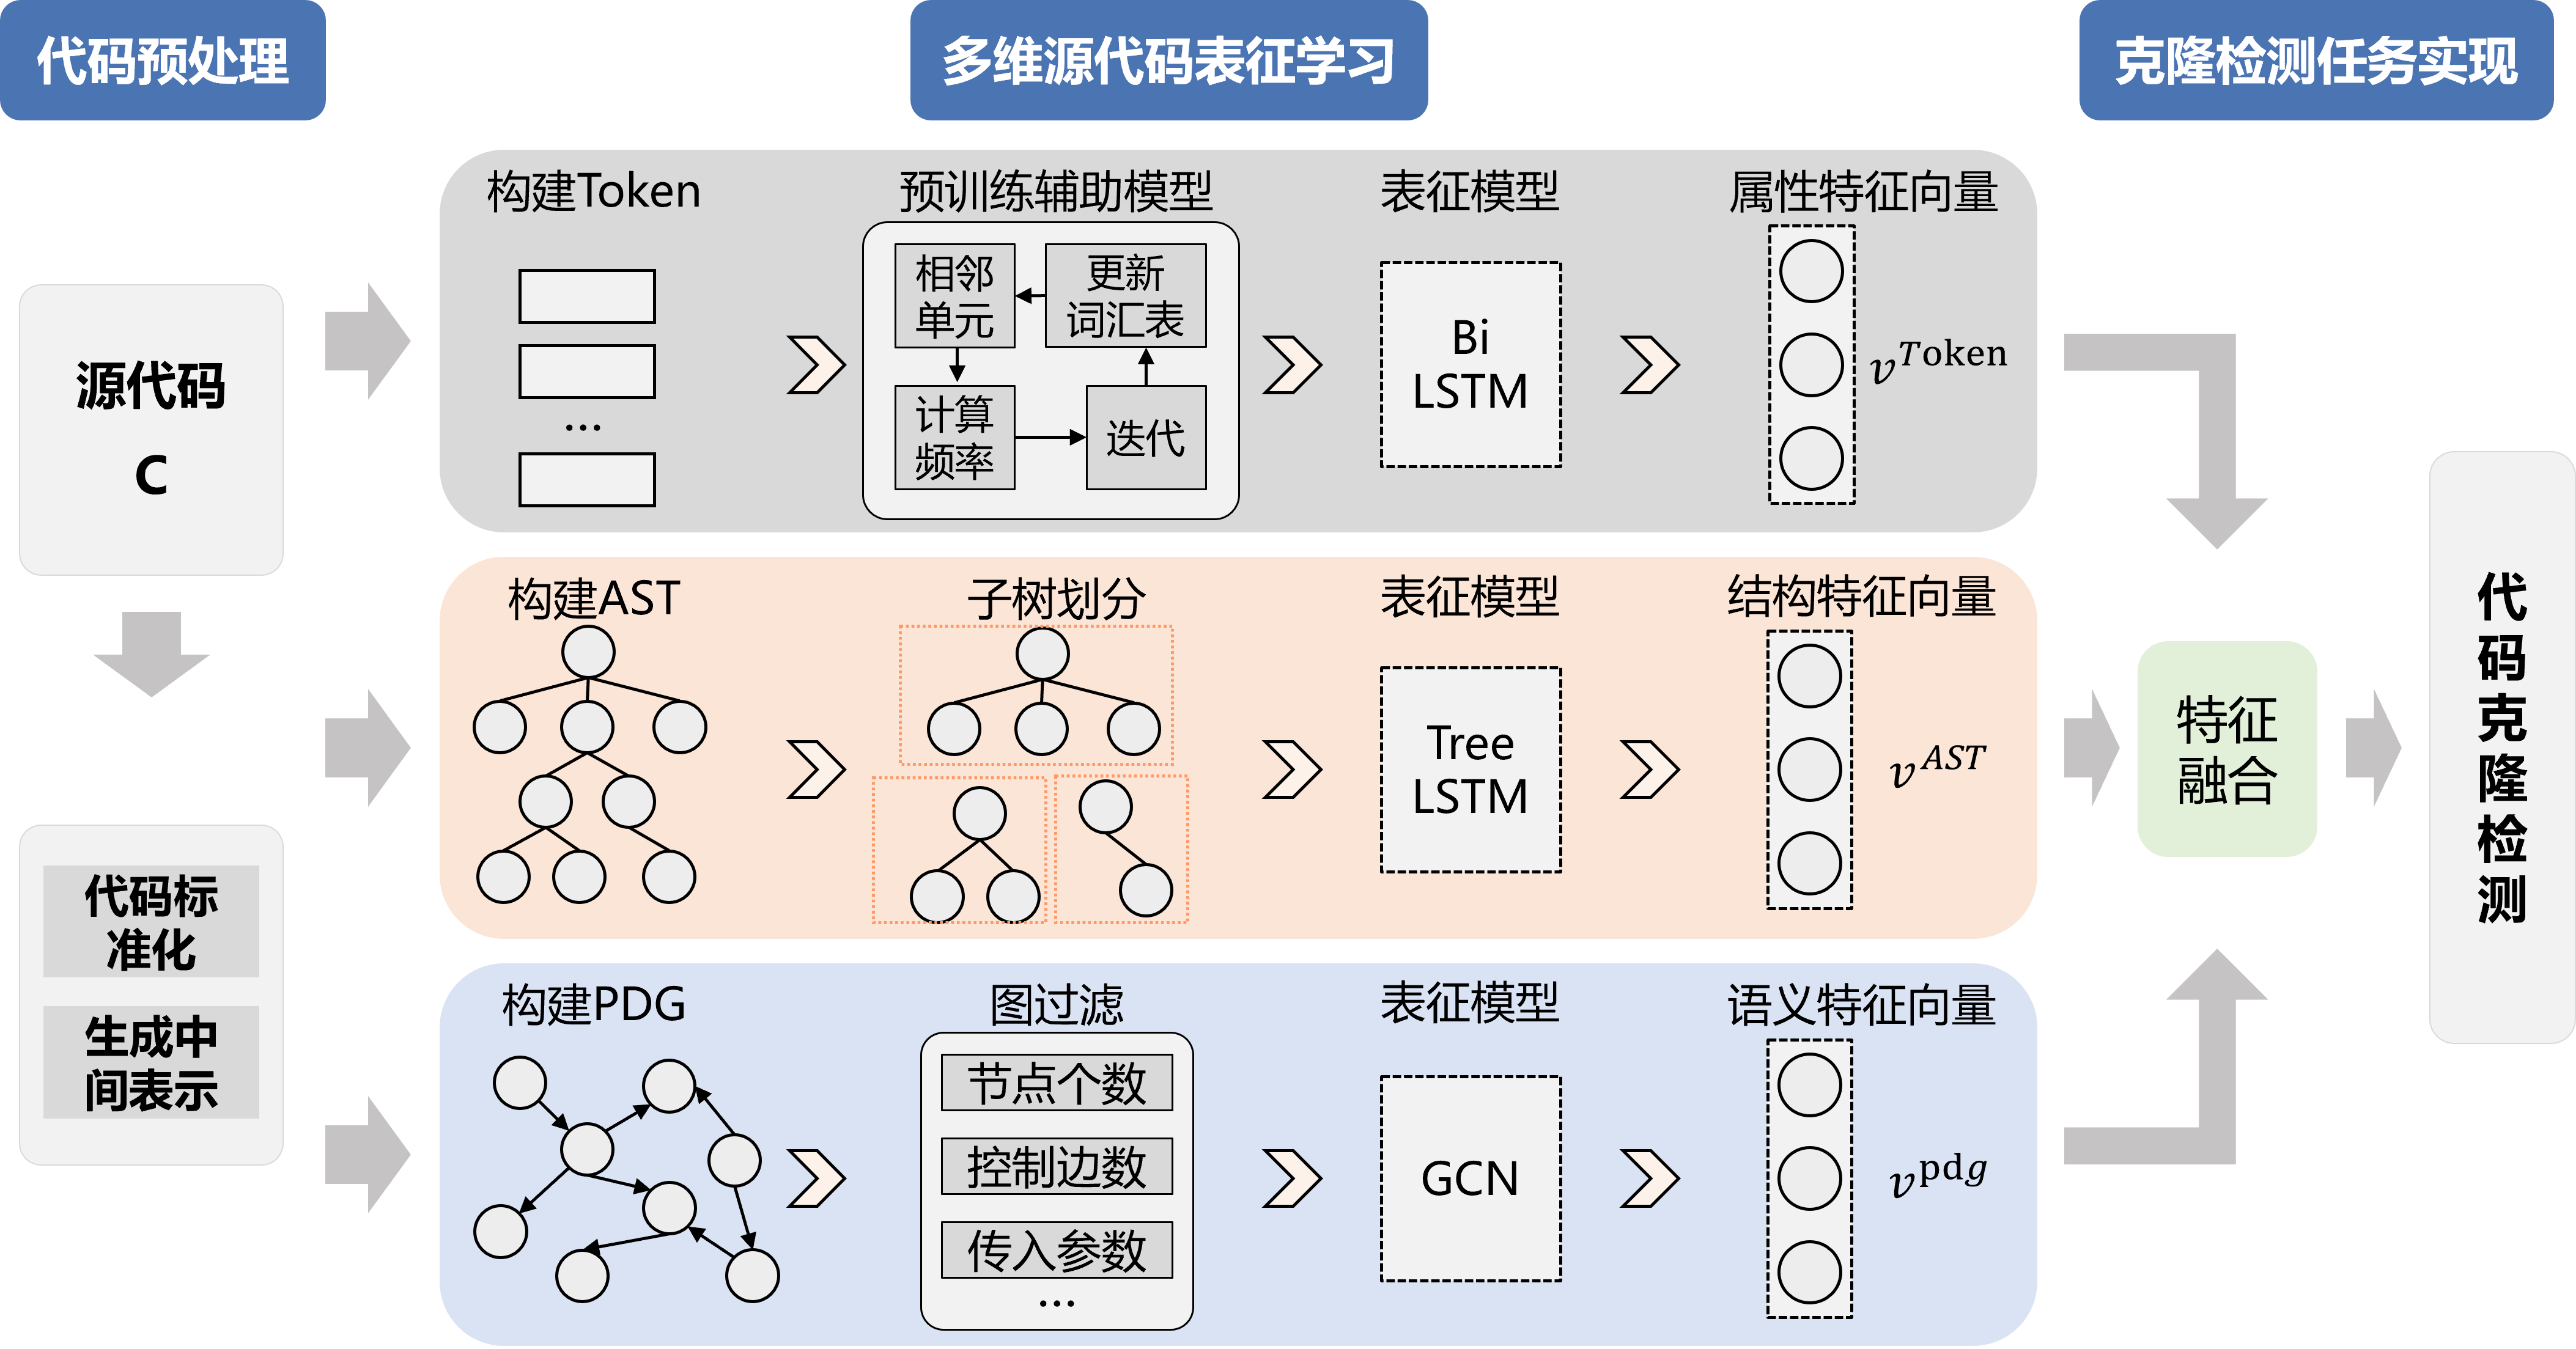 代码预处理
多维源代码表征学习
克隆检测任务实现
源代码
C
代码标
准化
生成中
间表示
构建Token
...
预训练辅助模型
相邻
单元
更新
词汇表
计算
频率
迭代
表征模型
Bi
LSTM
属性特征向量
v^Token
构建AST
子树划分
表征模型
Tree
LSTM
结构特征向量
v^AST
构建PDG
图过滤
节点个数
控制边数
传入参数
...
表征模型
GCN
语义特征向量
v^pdg
特征
融合
代
码
克
隆
检
测